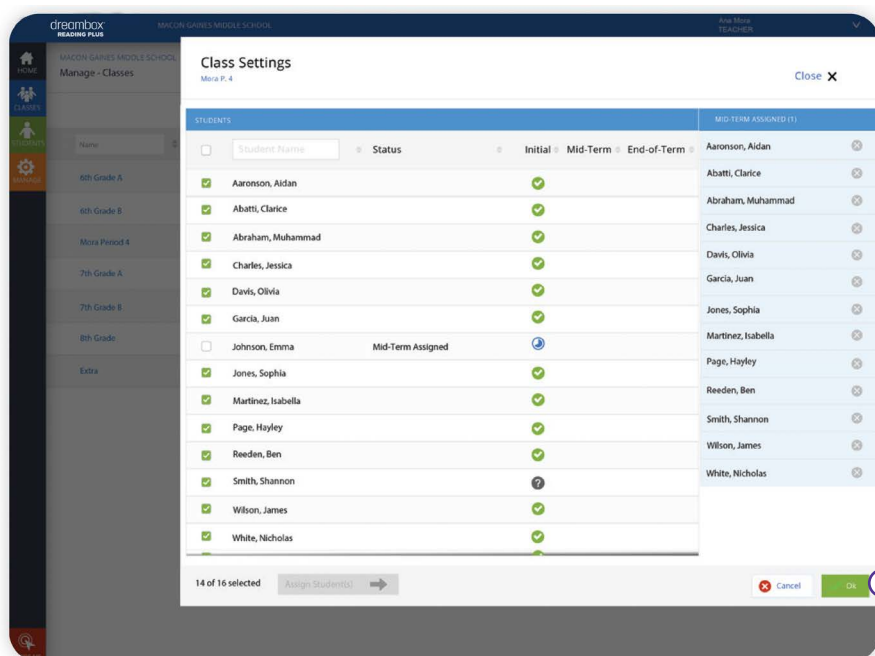 dreambox
READING PLUS
MACON GAINES MIDDLE SCHOOL
Ana Mora
TEACHER
HOME
CLASSES
STUDENTS
MANAGE
MACON GAINES MIDDLE SCHOOL
Manage - Classes
Name
6th Grade A
6th Grade B
Mora Period 4
7th Grade A
7th Grade B
8th Grade
Extra
Class Settings
Mora P. 4
Close
STUDENTS
Student Name Status Initial Mid-Term End-of-Term
Aaronson, Aidan
Abatti, Clarice
Abraham, Muhammad
Charles, Jessica
Davis, Olivia
Garcia, Juan
Johnson, Emma Mid-Term Assigned
Jones, Sophia
Martinez, Isabella
Page, Hayley
Reeden, Ben
Smith, Shannon ?
Wilson, James
White, Nicholas
MID-TERM ASSIGNED (1)
Aaronson, Aidan
Abatti, Clarice
Abraham, Muhammad
Charles, Jessica
Davis, Olivia
Garcia, Juan
Jones, Sophia
Martinez, Isabella
Page, Hayley
Reeden, Ben
Smith, Shannon
Wilson, James
White, Nicholas
14 of 16 selected
Assign Student(s)
Cancel
Ok